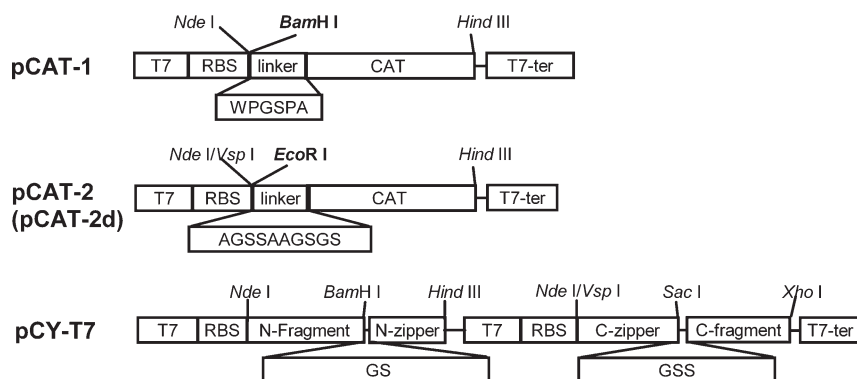 Nde I BamH I Hind III
pCAT-1 T7 RBS linker CAT T7-ter
WPGSPA
Nde I/Vsp I EcoR I Hind III
pCAT-2 T7 RBS linker CAT T7-ter
(pCAT-2d)
AGSSAAGSGS
Nde I BamH I Hind III Nde I/Vsp I Sac I Xho I
pCY-T7 T7 RBS N-Fragment N-zipper T7 RBS C-zipper C-fragment T7-ter
GS GSS